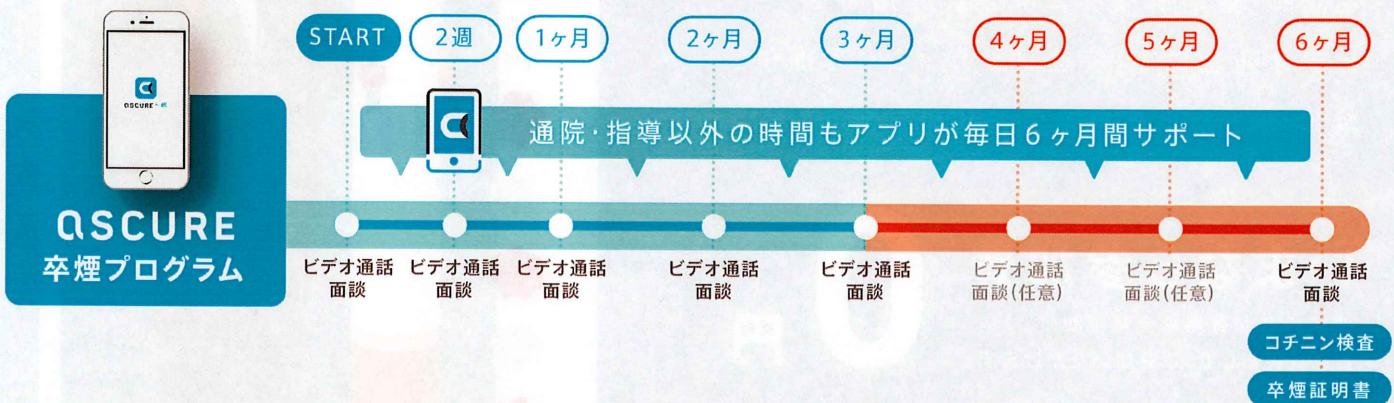 START
2週
1ヶ月
2ヶ月
3ヶ月
4ヶ月
5ヶ月
6ヶ月
通院・指導以外の時間もアプリが毎日6ヶ月間サポート
ascure
ascure
卒煙プログラム
ビデオ通話
面談
ビデオ通話
面談
ビデオ通話
面談
ビデオ通話
面談
ビデオ通話
面談
ビデオ通話
面談(任意)
ビデオ通話
面談(任意)
ビデオ通話
面談
コチニン検査
卒煙証明書